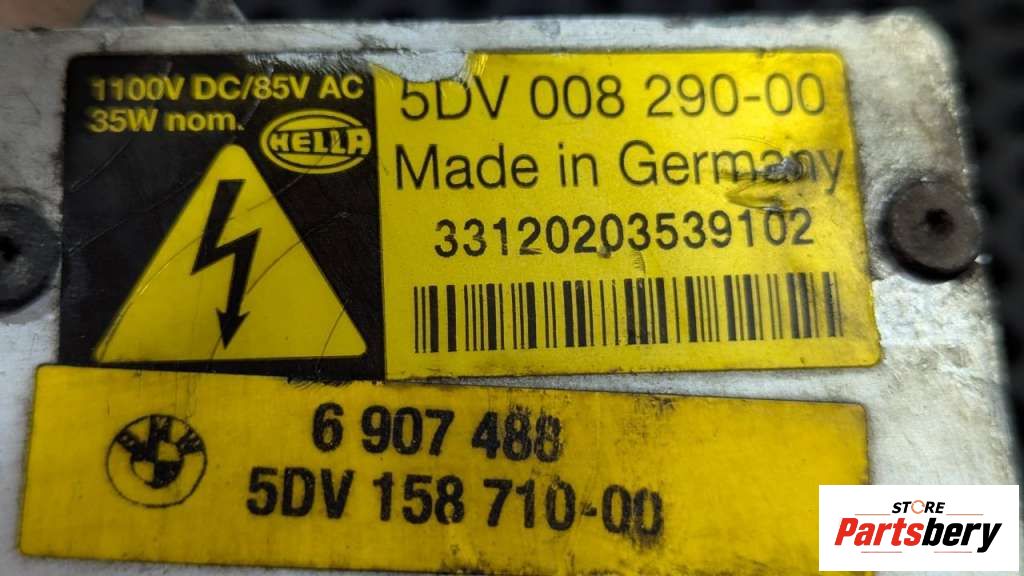 1100V DC/85V AC
35W nom.
HELLA
5DV 008 290-00
Made in Germany
33120203539102
BMW
6 907 488
5DV 158 710-00
STORE
Partsbery